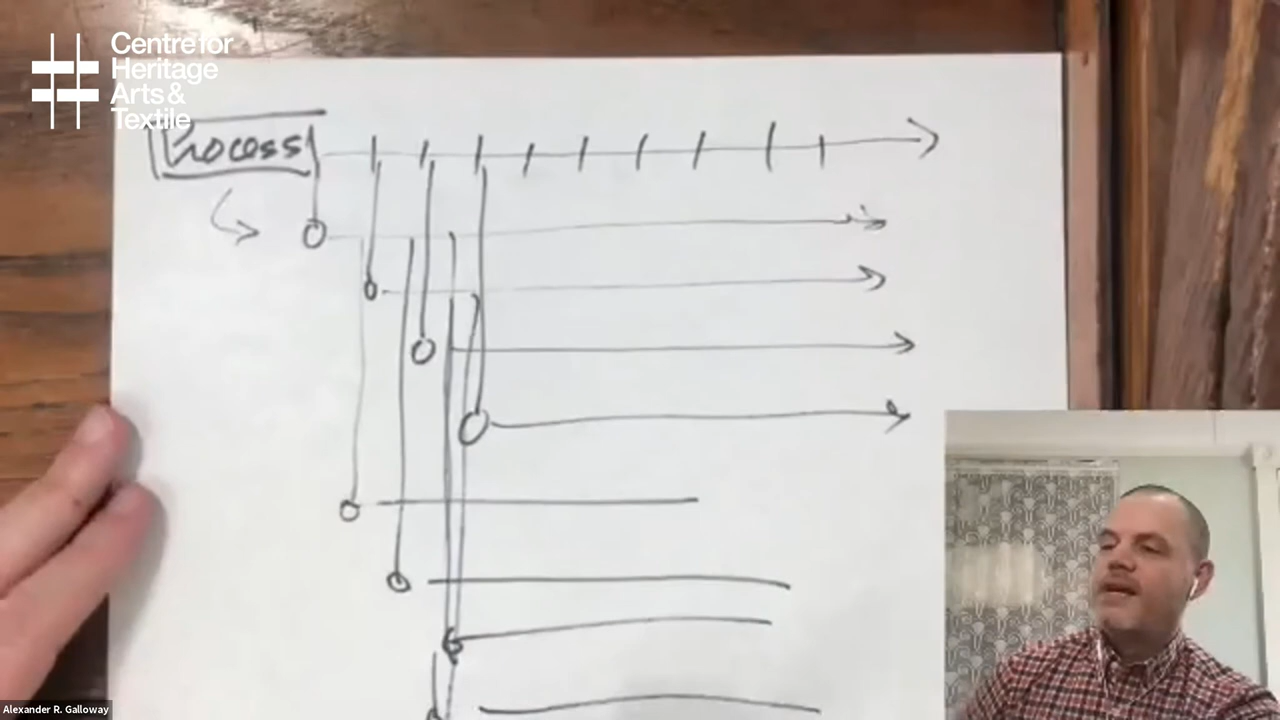 Centre for
Heritage
Arts &
Textile
Process
Alexander R. Galloway